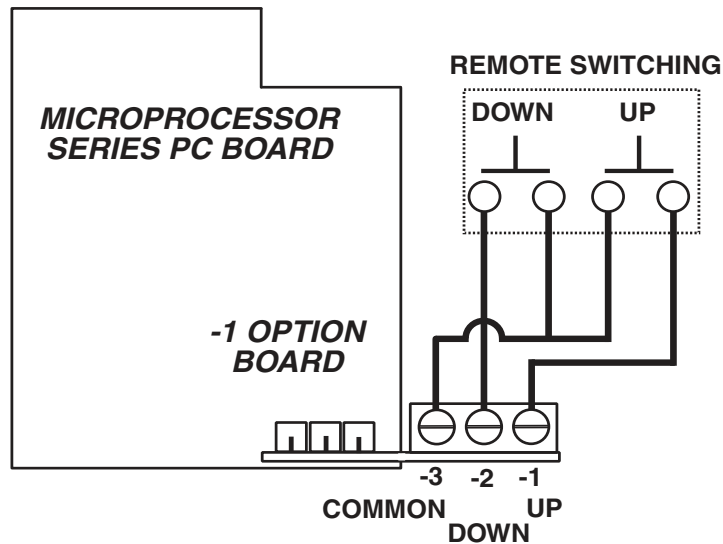 REMOTE SWITCHING
DOWN UP
MICROPROCESSOR
SERIES PC BOARD
-1 OPTION
BOARD
-3 -2 -1
COMMON UP
DOWN